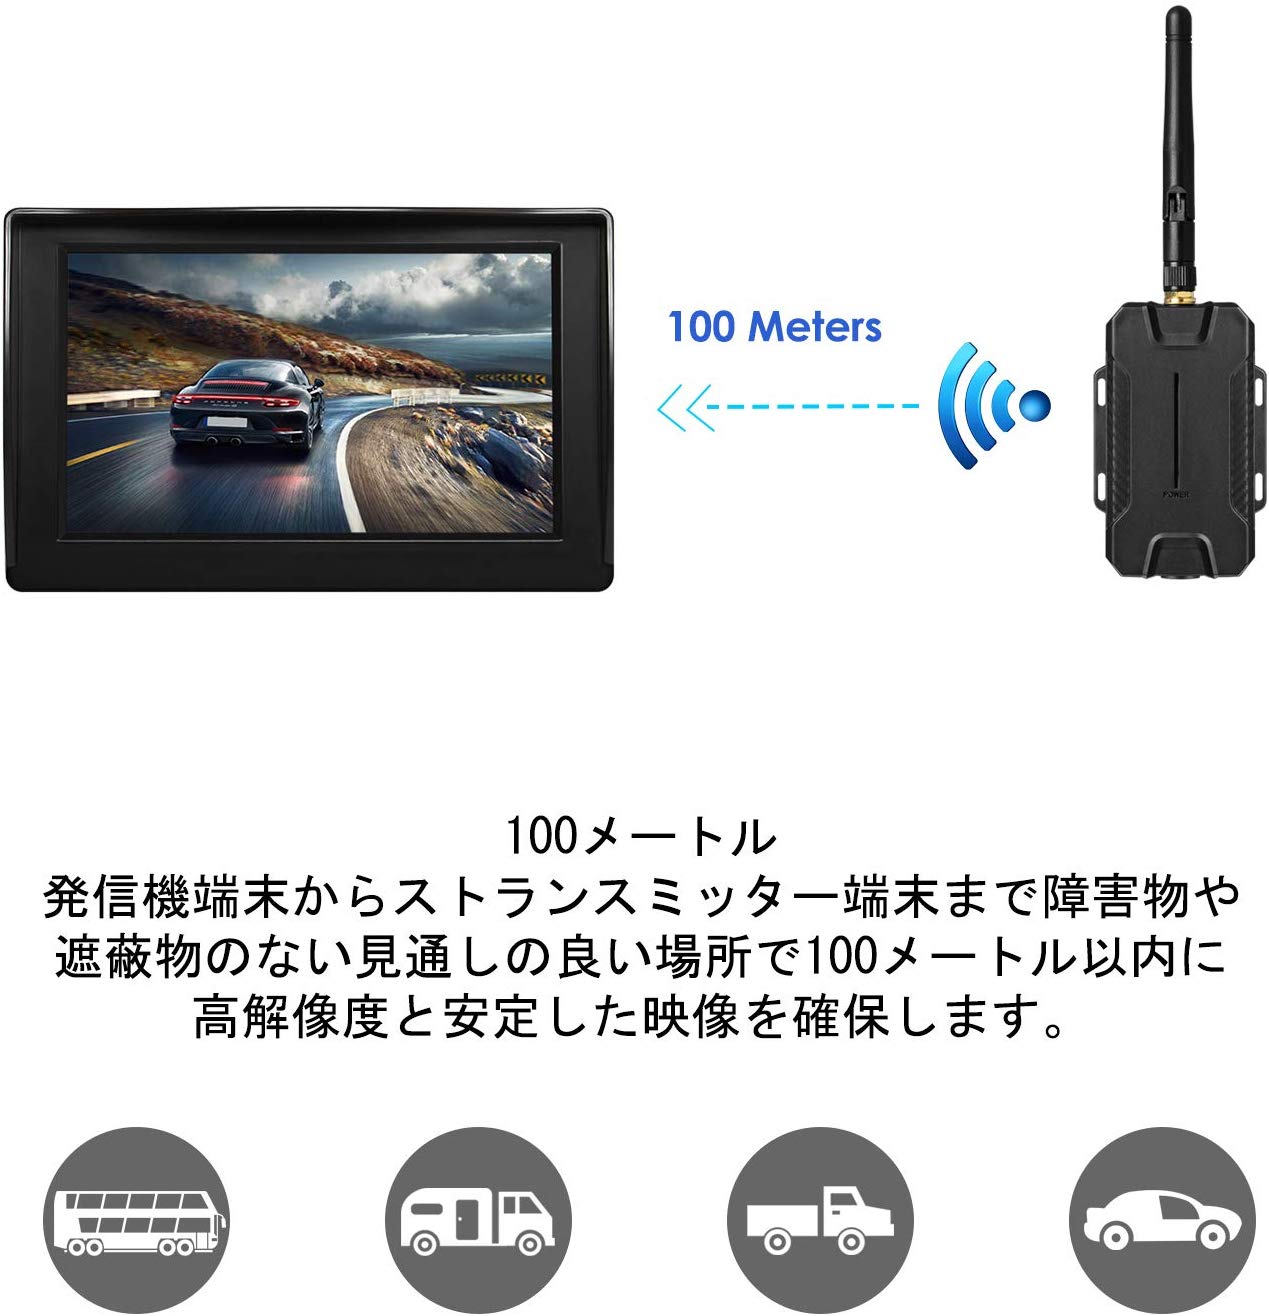 100 Meters
POWER
100メートル
発信機端末からストランスミッター端末まで障害物や
遮蔽物のない見通しの良い場所で100メートル以内に
高解像度と安定した映像を確保します。